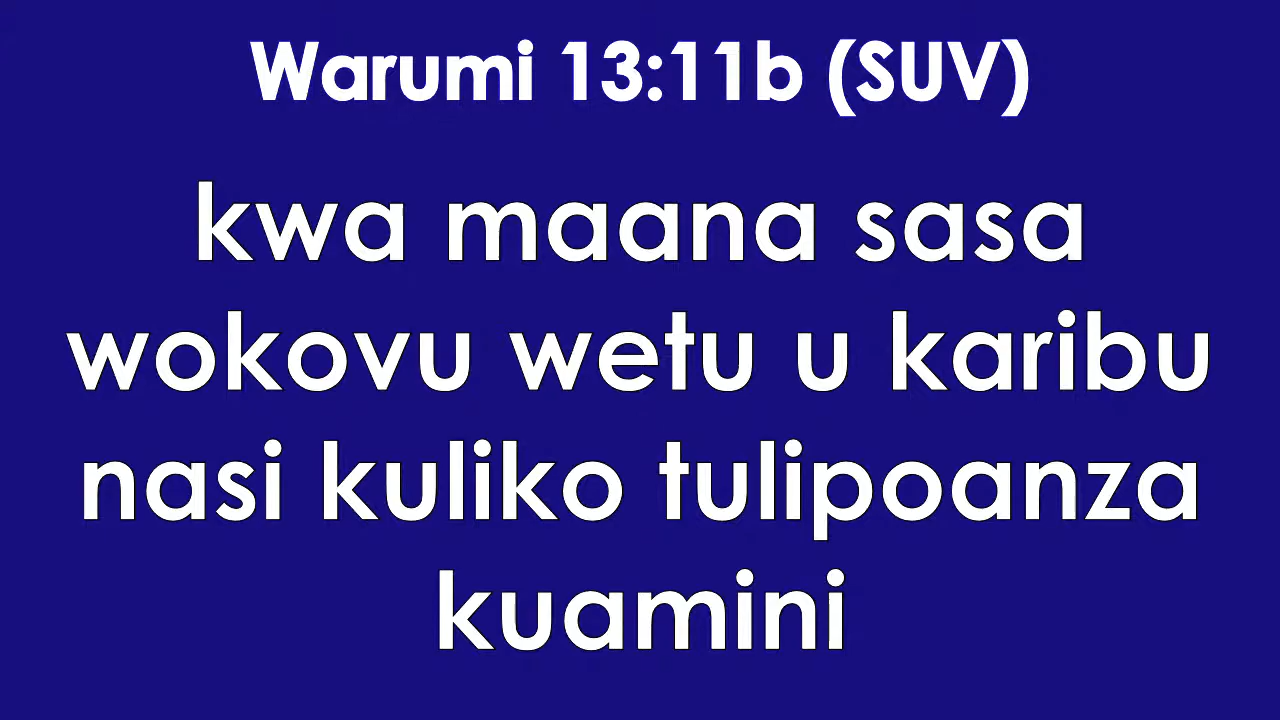 Warumi 13:11b (SUV)
kwa maana sasa
wokovu wetu u karibu
nasi kuliko tulipoanza
kuamini